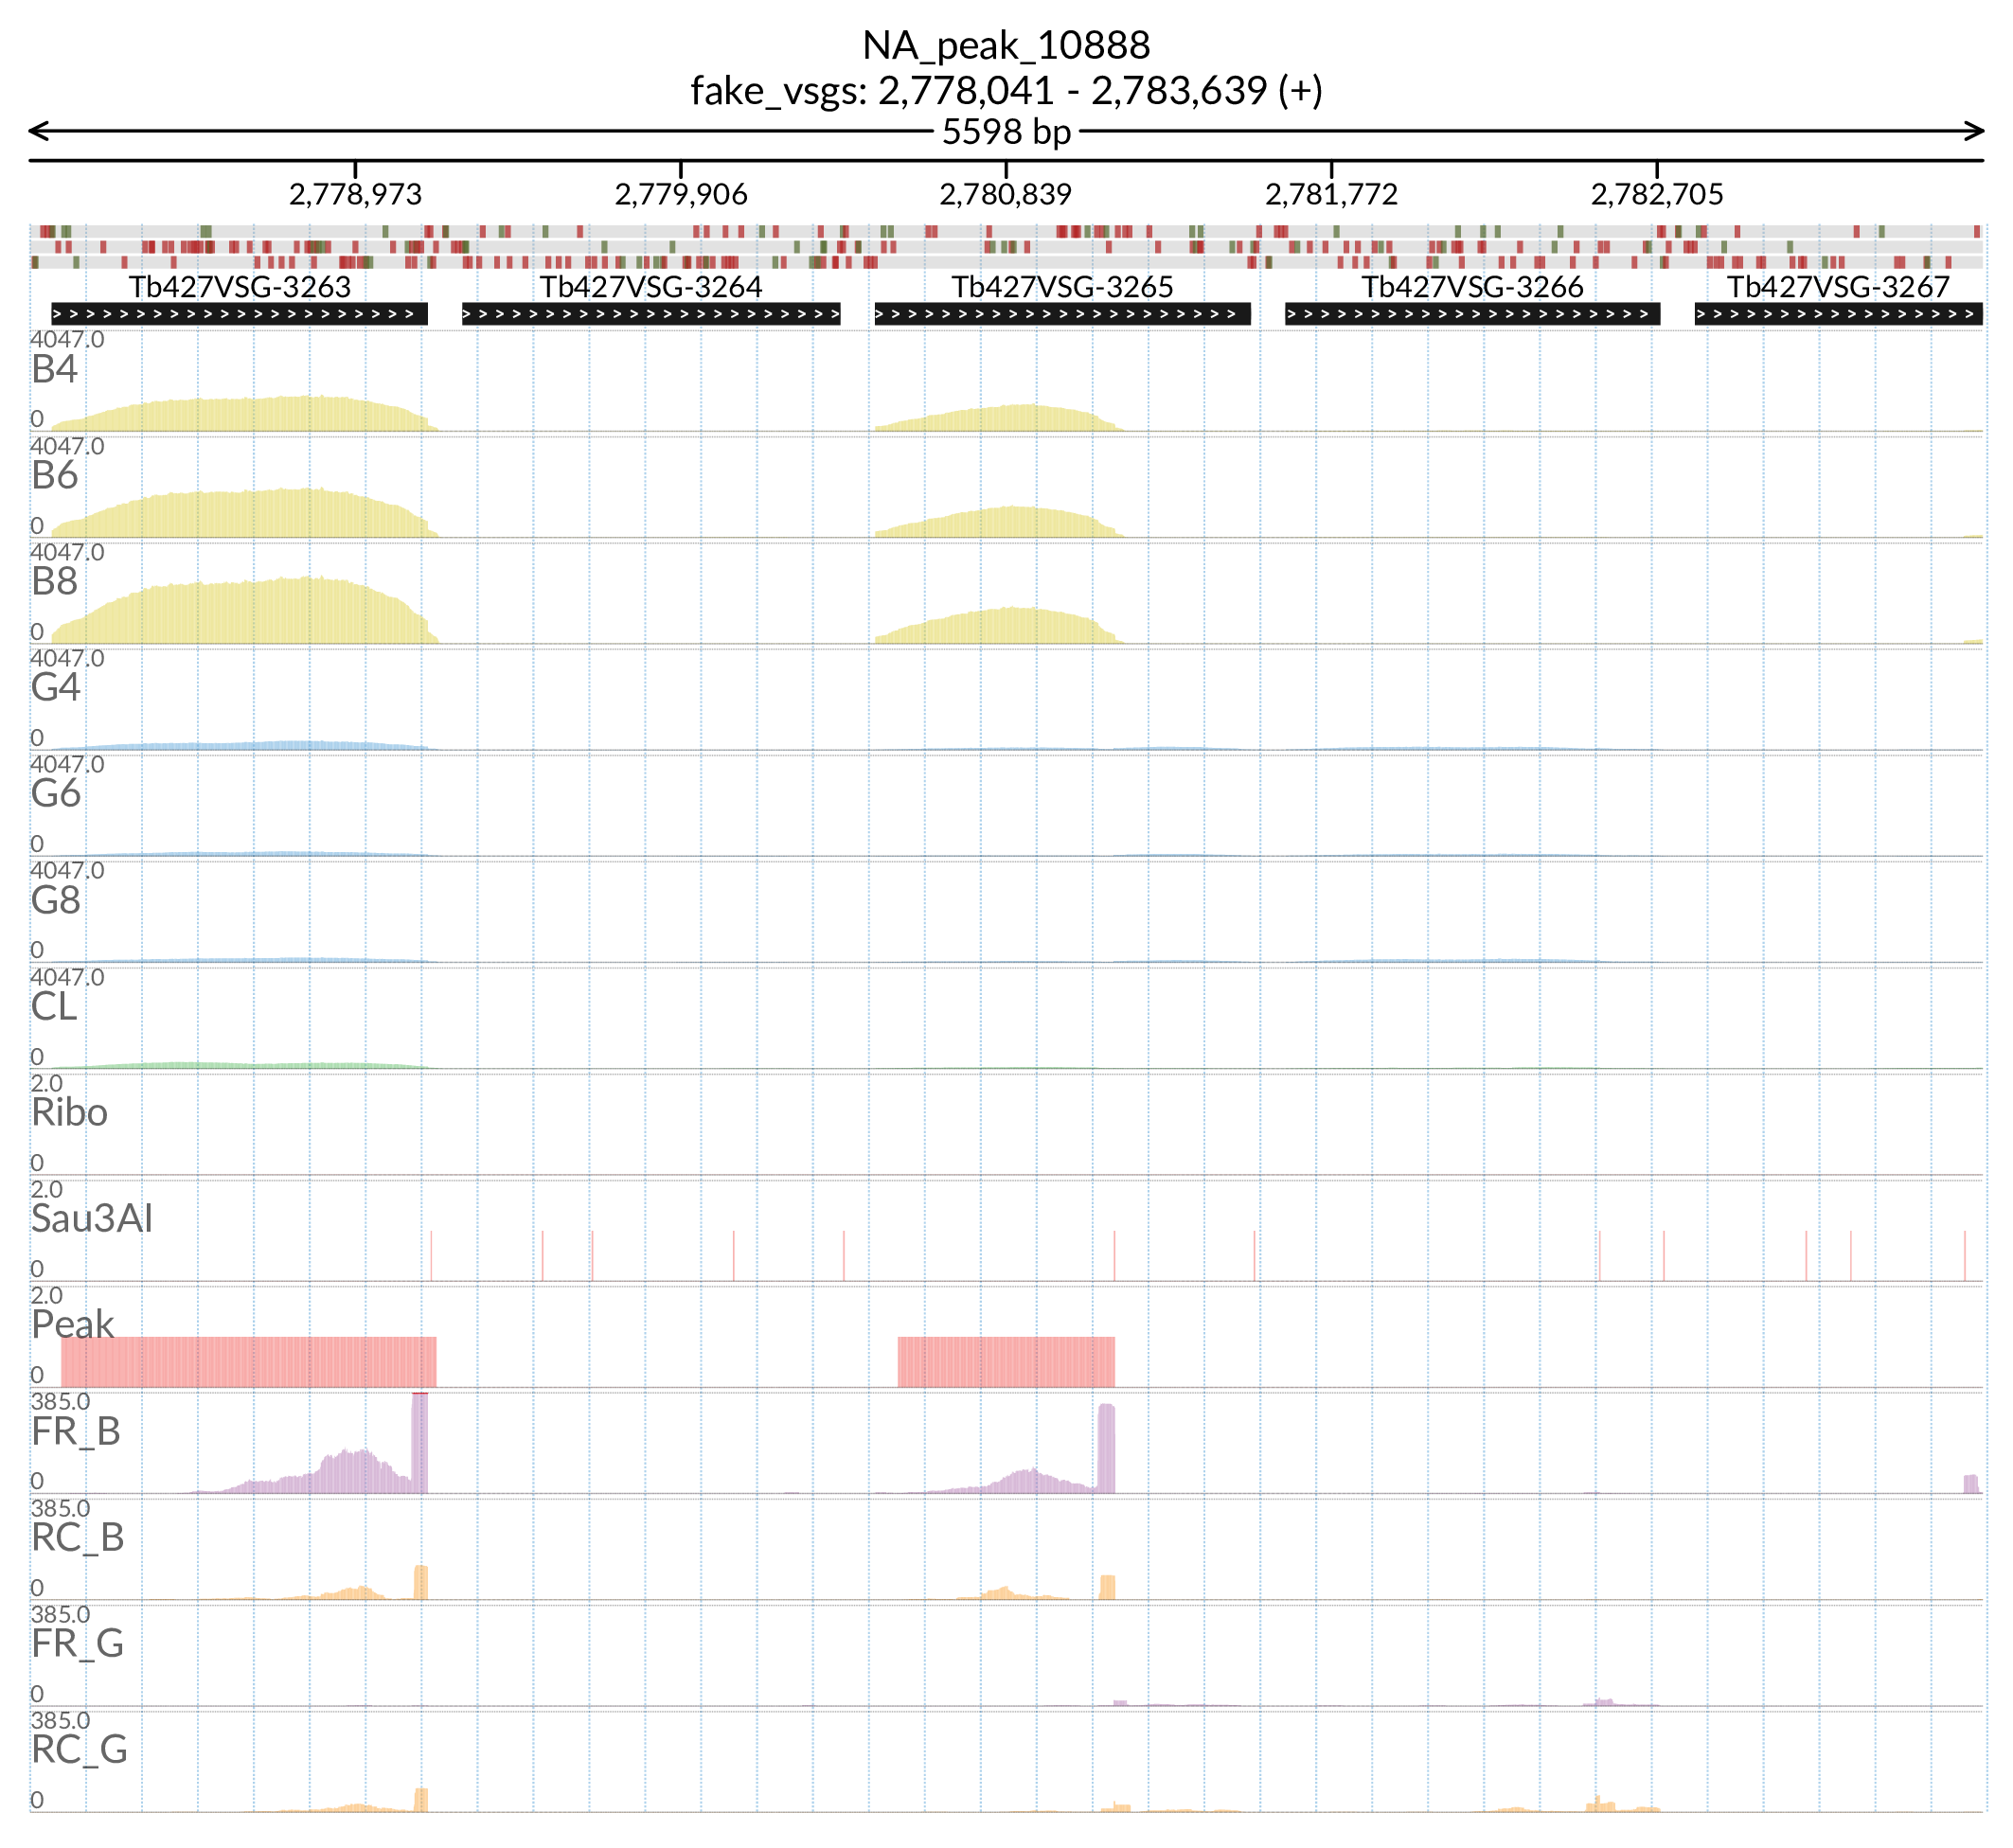 NA_peak_10888
fake_vsgs: 2,778,041 - 2,783,639 (+)
5598 bp
2,778,973 2,779,906 2,780,839 2,781,772 2,782,705
Tb427VSG-3263 Tb427VSG-3264 Tb427VSG-3265 Tb427VSG-3266 Tb427VSG-3267
4047.0
B4
0
4047.0
B6
0
4047.0
B8
0
4047.0
G4
0
4047.0
G6
0
4047.0
G8
0
4047.0
CL
0
2.0
Ribo
0
2.0
Sau3AI
0
2.0
Peak
0
385.0
FR_B
0
385.0
RC_B
0
385.0
FR_G
0
385.0
RC_G
0